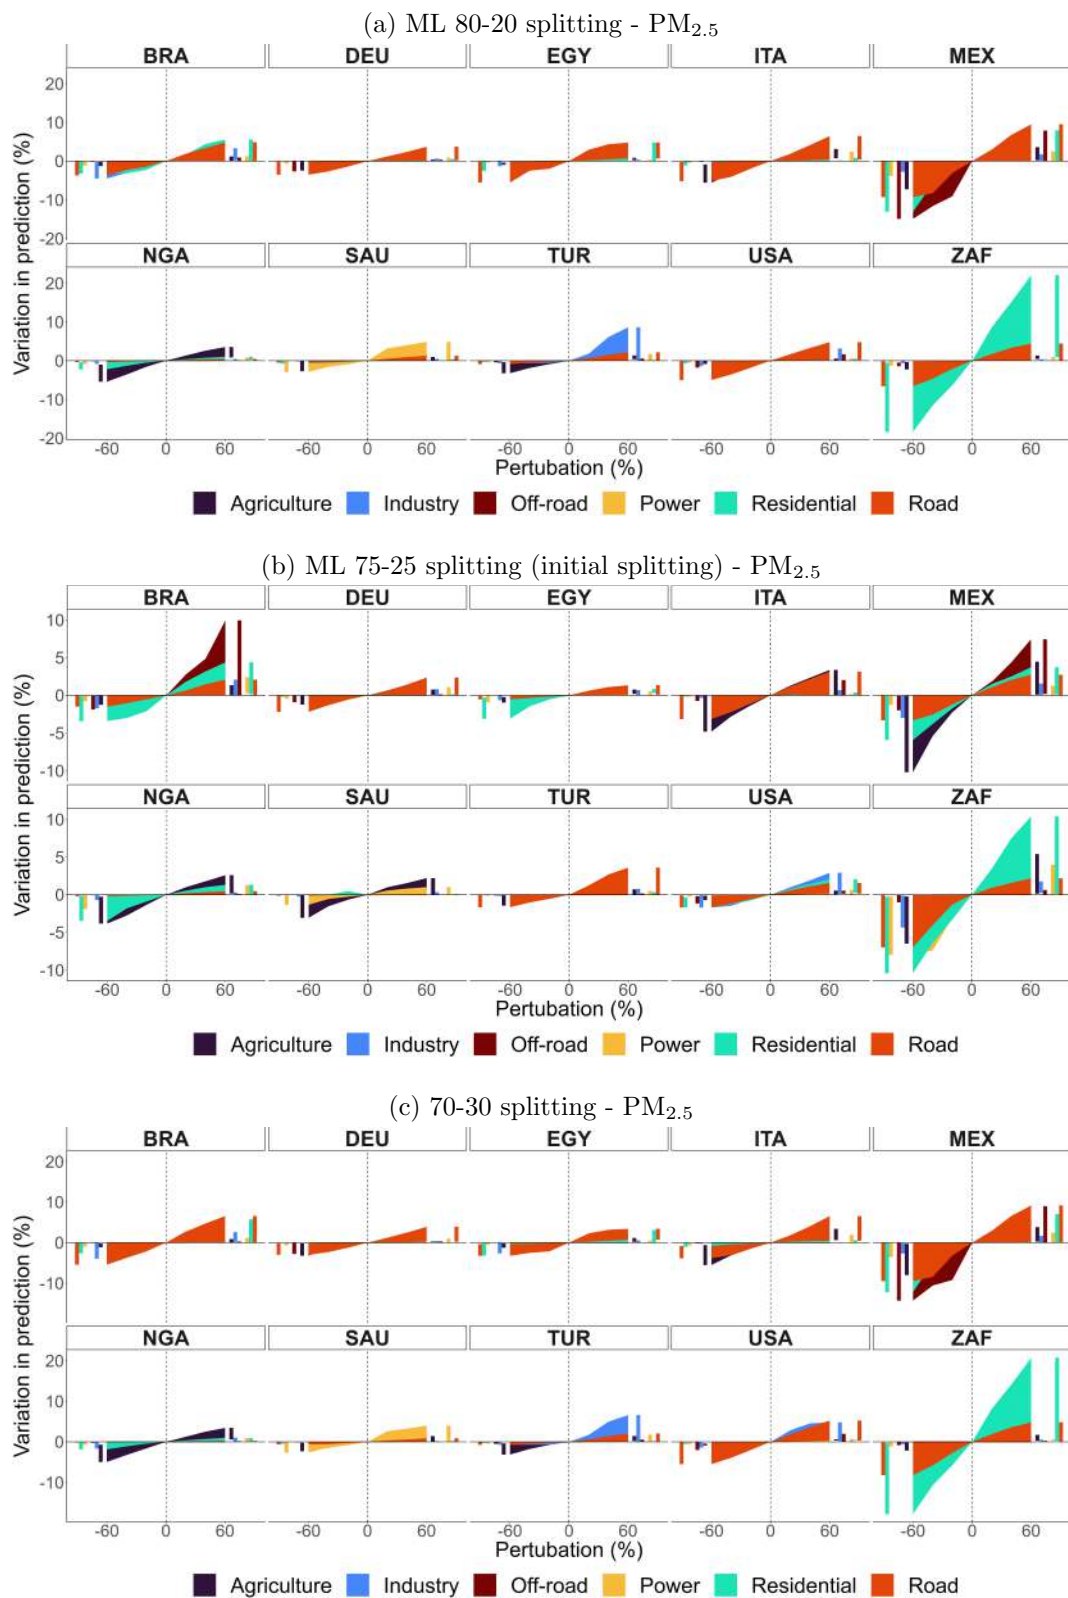 (a) ML 80-20 splitting - PM2.5
BRA DEU EGY ITA MEX
20
10
0
-10
-20
NGA SAU TUR USA ZAF
20
10
0
-10
-20
Variation in prediction (%)
-60 0 60 -60 0 60 -60 0 60 -60 0 60 -60 0 60
Pertubation (%)
Agriculture Industry Off-road Power Residential Road
(b) ML 75-25 splitting (initial splitting) - PM2.5
BRA DEU EGY ITA MEX
10
5
0
-5
-10
NGA SAU TUR USA ZAF
10
5
0
-5
-10
Variation in prediction (%)
-60 0 60 -60 0 60 -60 0 60 -60 0 60 -60 0 60
Pertubation (%)
Agriculture Industry Off-road Power Residential Road
(c) 70-30 splitting - PM2.5
BRA DEU EGY ITA MEX
20
10
0
-10
NGA SAU TUR USA ZAF
20
10
0
-10
Variation in prediction (%)
-60 0 60 -60 0 60 -60 0 60 -60 0 60 -60 0 60
Pertubation (%)
Agriculture Industry Off-road Power Residential Road